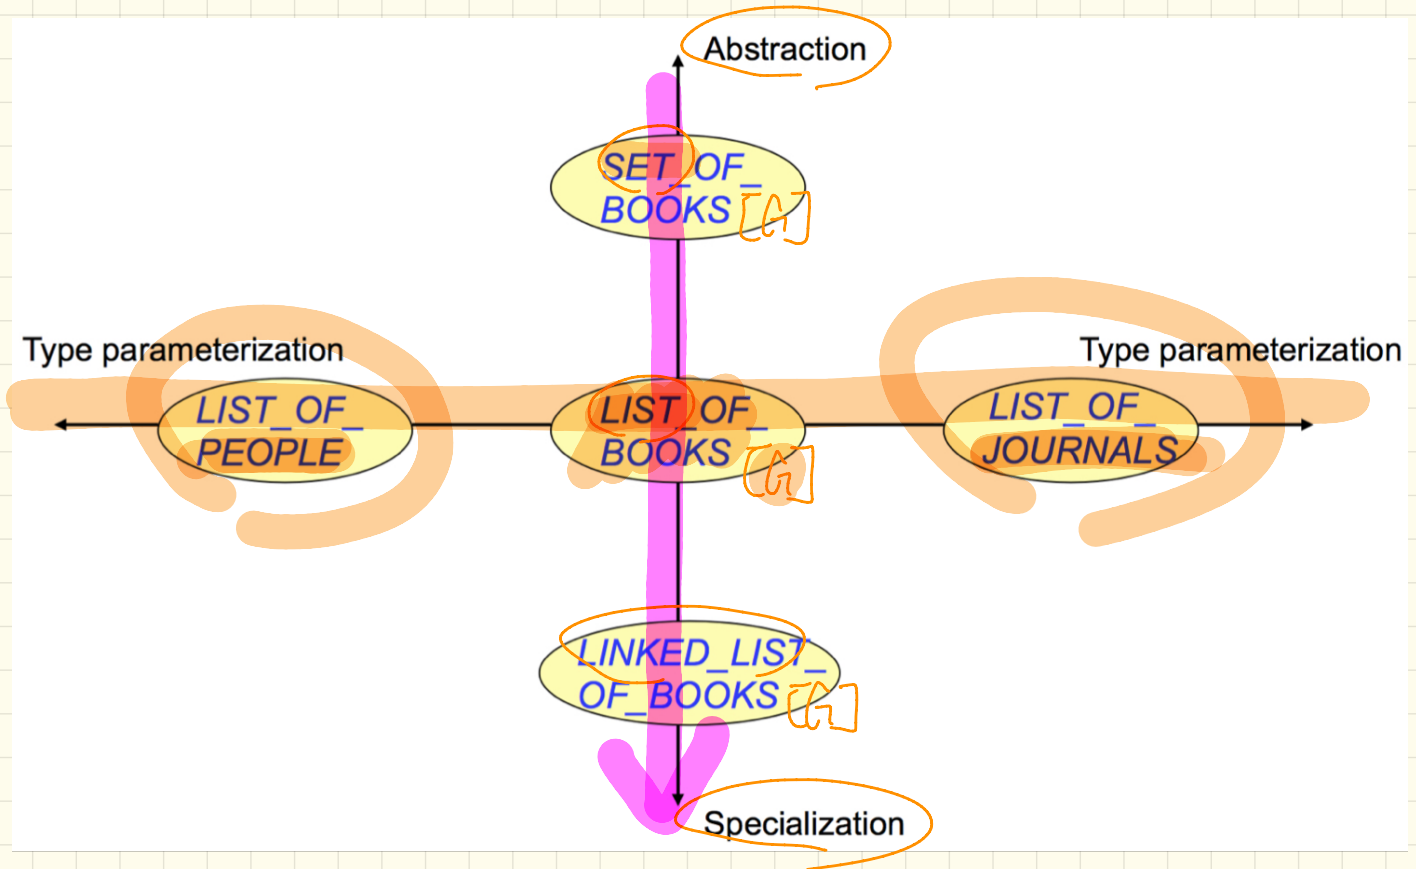 Abstraction
SET_OF_
BOOKS [G]
Type parameterization
Type parameterization
LIST_OF_
PEOPLE
LIST_OF_
BOOKS [G]
LIST_OF_
JOURNALS
LINKED_LIST_
OF_BOOKS [G]
Specialization